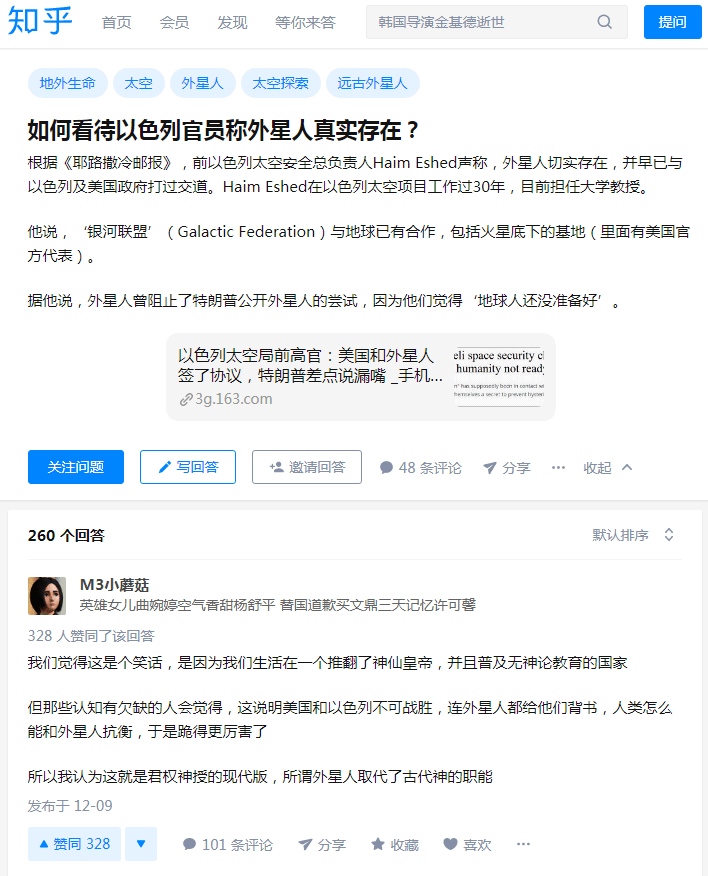 知乎 首页 会员 发现 等你来答 韩国导演金基德逝世 提问
地外生命 太空 外星人 太空探索 远古外星人
如何看待以色列官员称外星人真实存在？
根据《耶路撒冷邮报》，前以色列太空安全总负责人Haim Eshed声称，外星人切实存在，并早已与
以色列及美国政府打过交道。Haim Eshed在以色列太空项目工作过30年，目前担任大学教授。
他说，‘银河联盟’（Galactic Federation）与地球已有合作，包括火星底下的基地（里面有美国官
方代表）。
据他说，外星人曾阻止了特朗普公开外星人的尝试，因为他们觉得‘地球人还没准备好’。
以色列太空局前高官：美国和外星人
签了协议，特朗普差点说漏嘴 _手机...
3g.163.com
eli space security cl
humanity not ready
n" has supposedly been in contact wi
hemselves a secret to prevent hyster
关注问题 写回答 邀请回答 48 条评论 分享 ··· 收起
260 个回答 默认排序
M3小蘑菇
英雄女儿曲婉婷空气香甜杨舒平 替国道歉买文鼎三天记忆许可馨
328 人赞同了该回答
我们觉得这是个笑话，是因为我们生活在一个推翻了神仙皇帝，并且普及无神论教育的国家
但那些认知有欠缺的人会觉得，这说明美国和以色列不可战胜，连外星人都给他们背书，人类怎么
能和外星人抗衡，于是跪得更厉害了
所以我认为这就是君权神授的现代版，所谓外星人取代了古代神的职能
发布于 12-09
赞同 328 101 条评论 分享 收藏 喜欢 ···